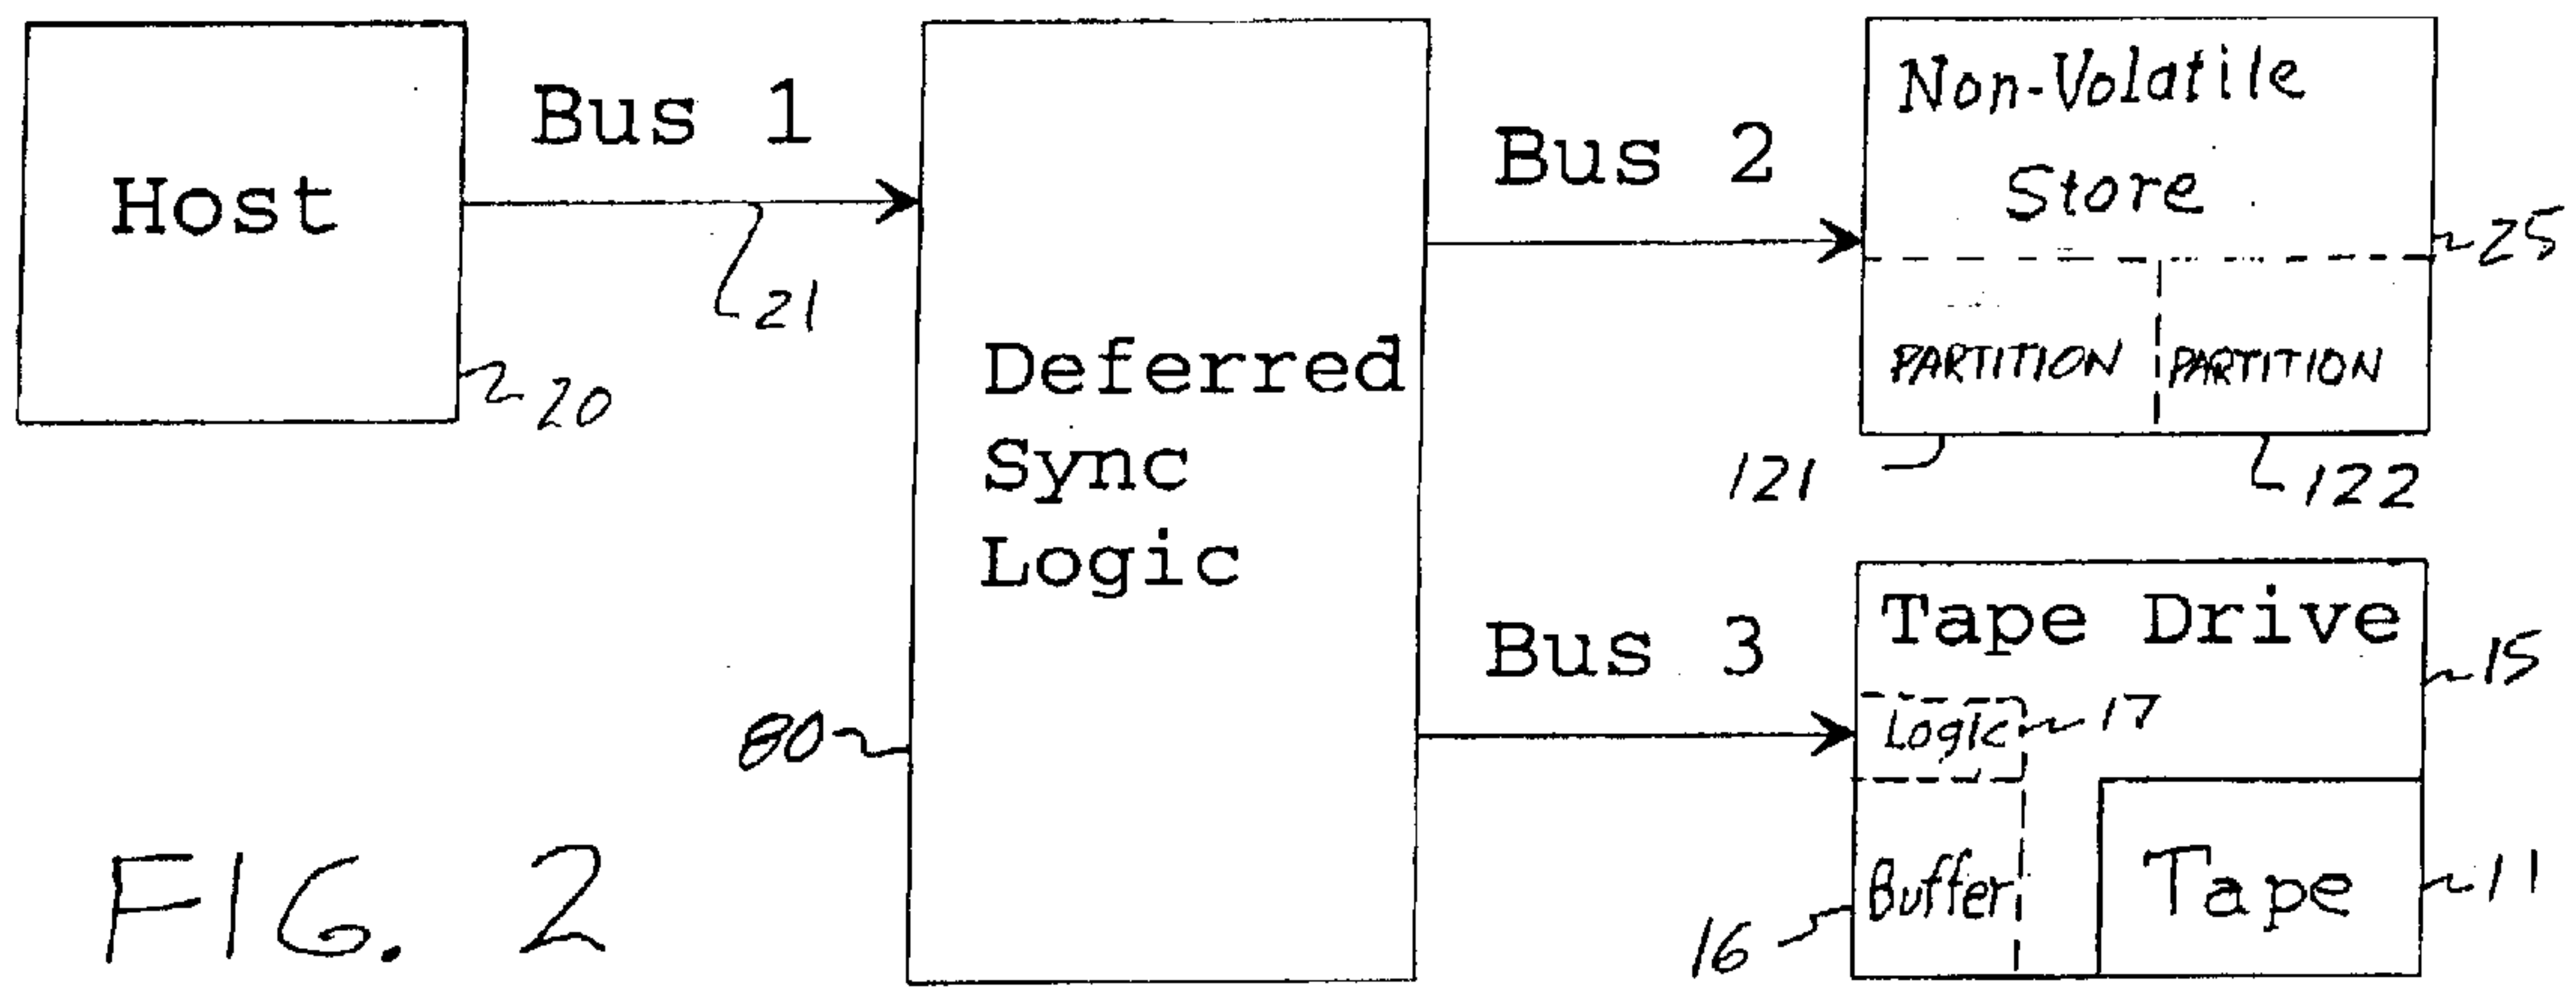 Host
Bus 1
21
20
Deferred
Sync
Logic
80
Bus 2
Non-Volatile
Store
25
PARTITION PARTITION
121
122
Bus 3
Tape Drive
15
Logic
17
Buffer
16
Tape
11
FIG. 2